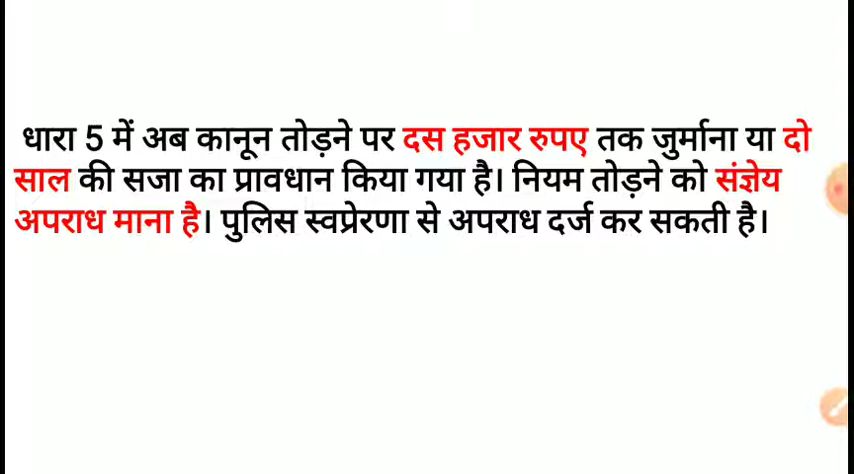 धारा 5 में अब कानून तोड़ने पर दस हजार रुपए तक जुर्माना या दो
साल की सजा का प्रावधान किया गया है। नियम तोड़ने को संज्ञेय
अपराध माना है। पुलिस स्वप्रेरणा से अपराध दर्ज कर सकती है।